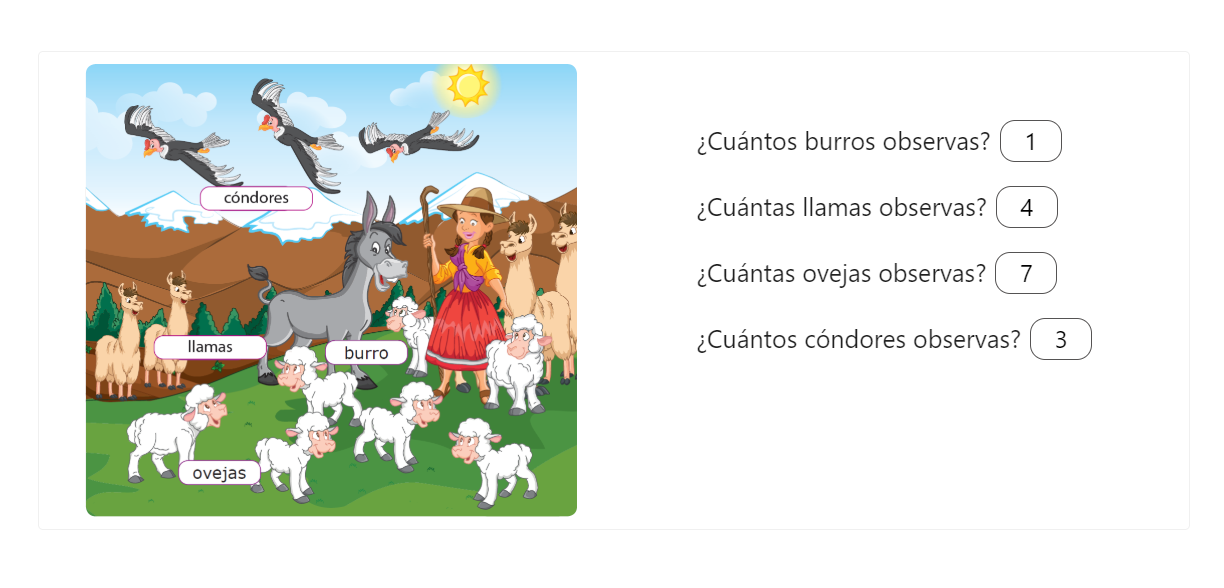 cóndores
llamas
burro
ovejas
¿Cuántos burros observas? 1
¿Cuántas llamas observas? 4
¿Cuántas ovejas observas? 7
¿Cuántos cóndores observas? 3